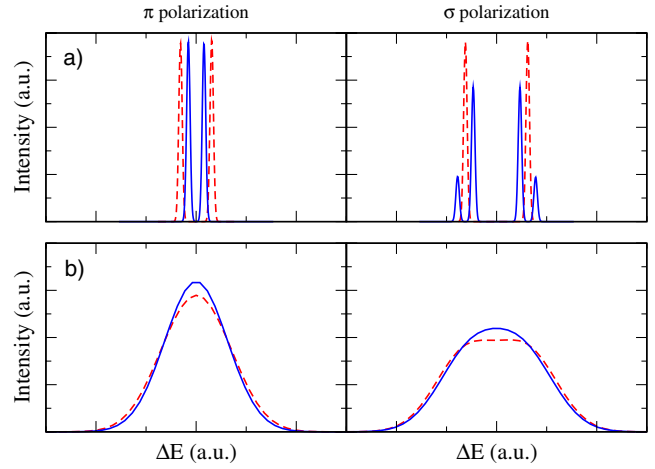 π polarization
σ polarization
a)
Intensity (a.u.)
b)
Intensity (a.u.)
ΔE (a.u.)
ΔE (a.u.)